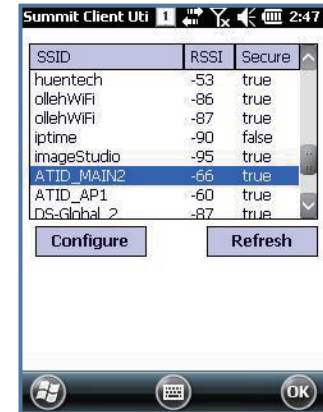 Summit Client Uti 1 2:47
SSID RSSI Secure
huentech -53 true
ollehWiFi -86 true
ollehWiFi -87 true
iptime -90 false
imageStudio -95 true
ATID_MAIN2 -66 true
ATID_AP1 -60 true
DS-Global_2 -87 true
Configure Refresh
OK